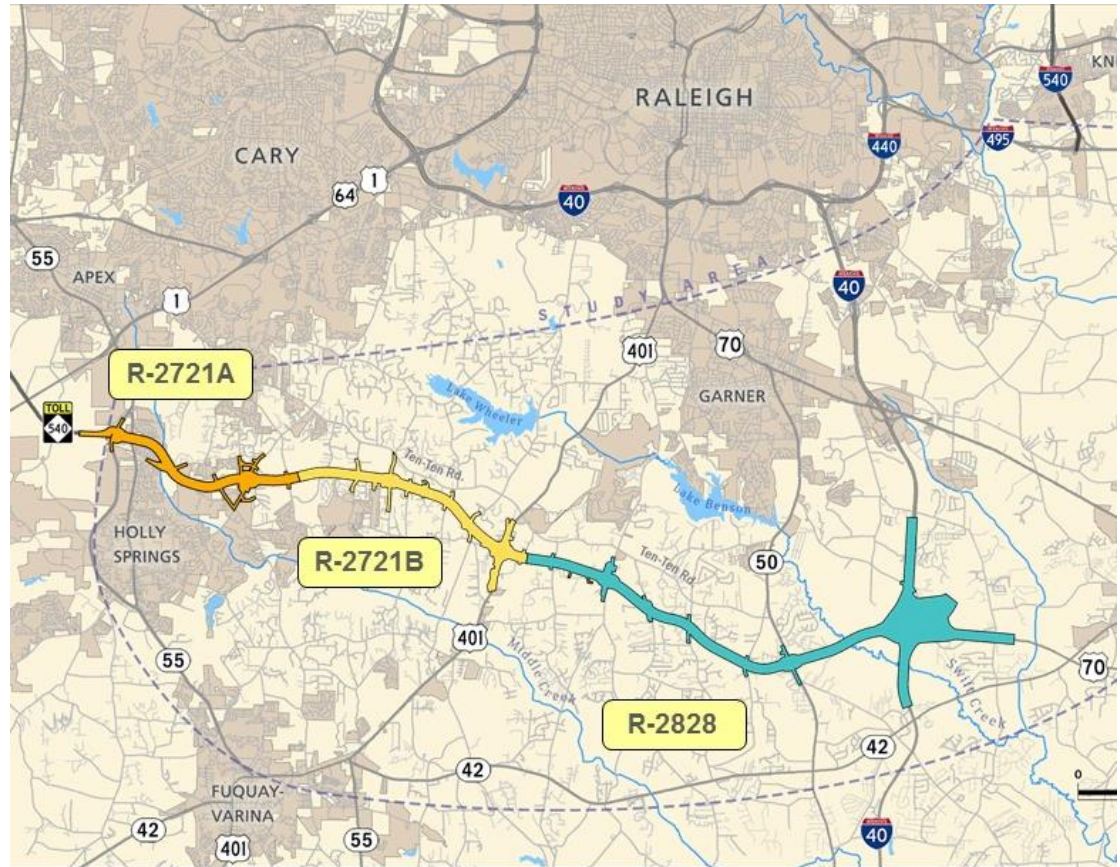 RALEIGH
540
KN
CARY
440
495
1
64
40
55
APEX
STUDY AREA
40
1
401
70
R-2721A
Lake Wheeler
GARNER
TOLL
540
Ten-Ten Rd.
Lake Benson
HOLLY
SPRINGS
R-2721B
Ten-Ten Rd.
50
401
Middle Creek
55
70
Swift
Creek
R-2828
42
42
0
FUQUAY-
VARINA
42
401
55
40